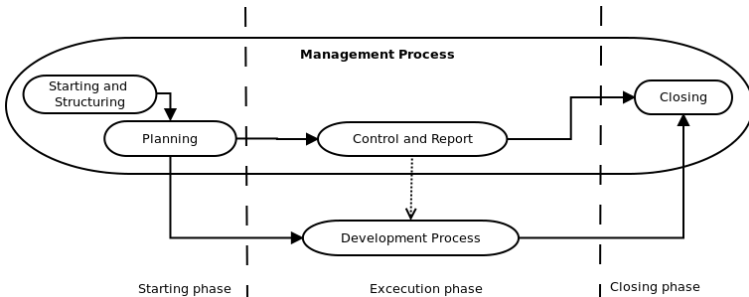 Management Process
Starting and
Structuring
Closing
Planning
Control and Report
Development Process
Starting phase
Excecution phase
Closing phase